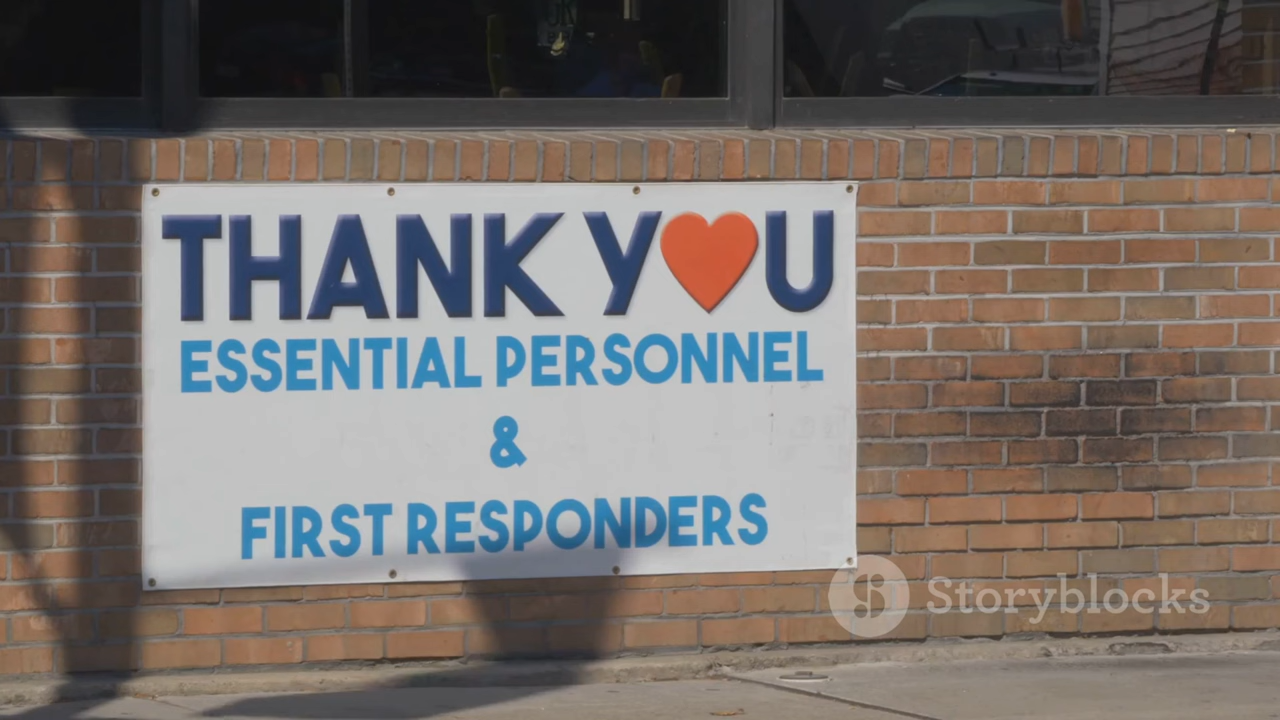 THANK Y❤U
ESSENTIAL PERSONNEL
&
FIRST RESPONDERS
Storyblocks